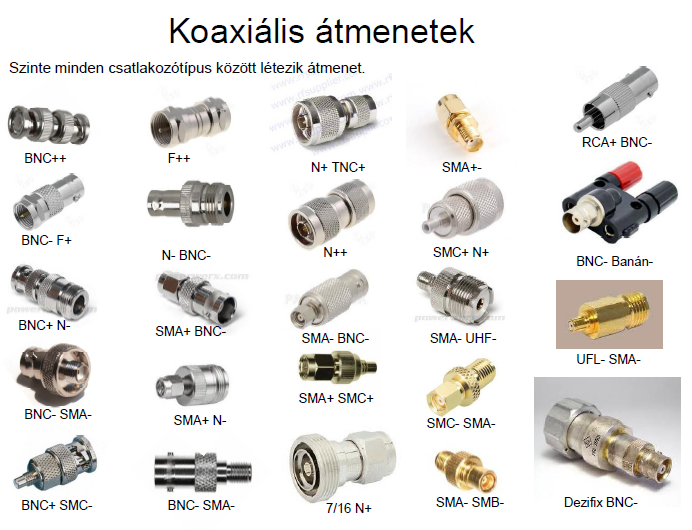 Koaxiális átmenetek
Szinte minden csatlakozótípus között létezik átmenet.
BNC++
F++
N+ TNC+
SMA+-
RCA+ BNC-
BNC- F+
N- BNC-
N++
SMC+ N+
BNC- Banán-
BNC+ N-
SMA+ BNC-
SMA- BNC-
SMA- UHF-
UFL- SMA-
BNC- SMA-
SMA+ N-
SMA+ SMC+
SMC- SMA-
BNC+ SMC-
BNC- SMA-
7/16 N+
SMA- SMB-
Dezifix BNC-